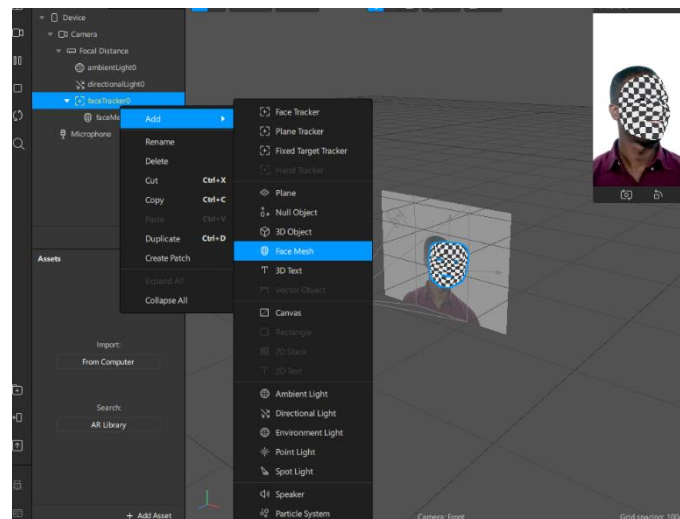 Device
Camera
Focal Distance
ambientLight0
directionalLight0
faceTracker0
faceMe
Microphone
Add
Rename
Delete
Cut Ctrl+X
Copy Ctrl+C
Paste Ctrl+V
Duplicate Ctrl+D
Create Patch
Expand All
Collapse All
Face Tracker
Plane Tracker
Fixed Target Tracker
Hand Tracker
Plane
Null Object
3D Object
Face Mesh
3D Text
Vector Object
Canvas
Rectangle
2D Stack
2D Text
Ambient Light
Directional Light
Environment Light
Point Light
Spot Light
Speaker
Particle System
Assets
Import:
From Computer
Search:
AR Library
+ Add Asset
Camera: Front
Grid spacing: 100